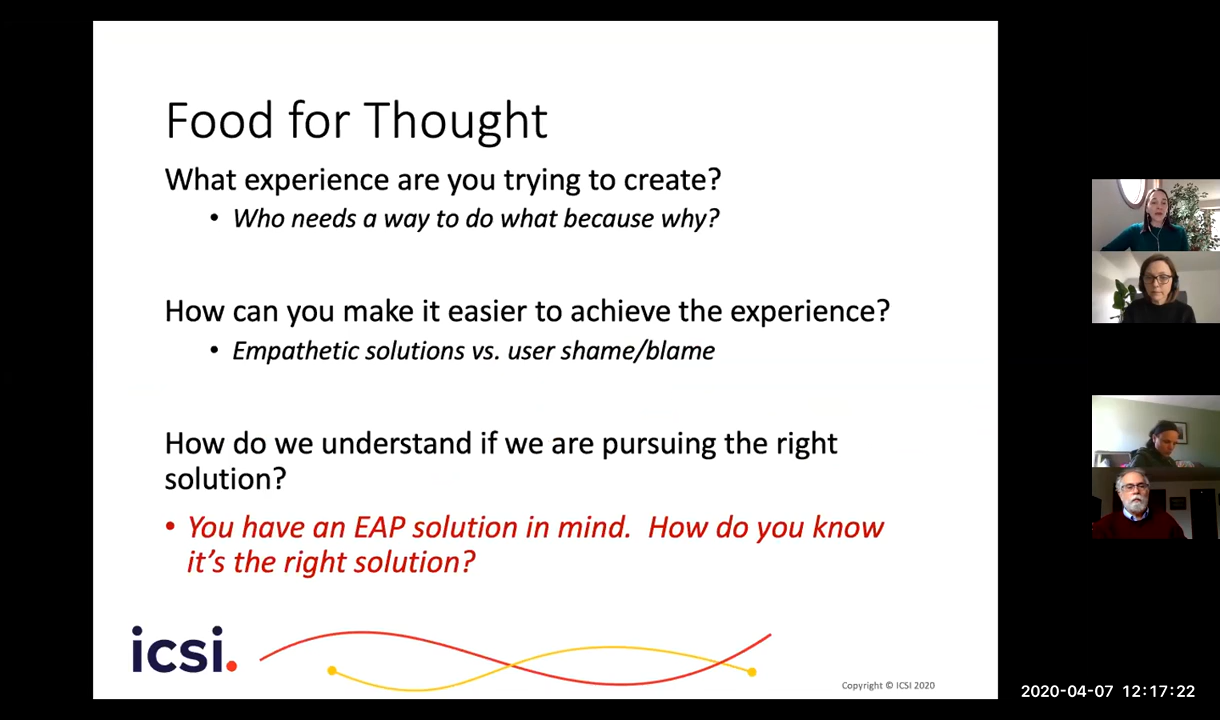 Food for Thought
What experience are you trying to create?
• Who needs a way to do what because why?
How can you make it easier to achieve the experience?
• Empathetic solutions vs. user shame/blame
How do we understand if we are pursuing the right
solution?
• You have an EAP solution in mind.  How do you know
it’s the right solution?
icsi.
Copyright © ICSI 2020
2020-04-07 12:17:22